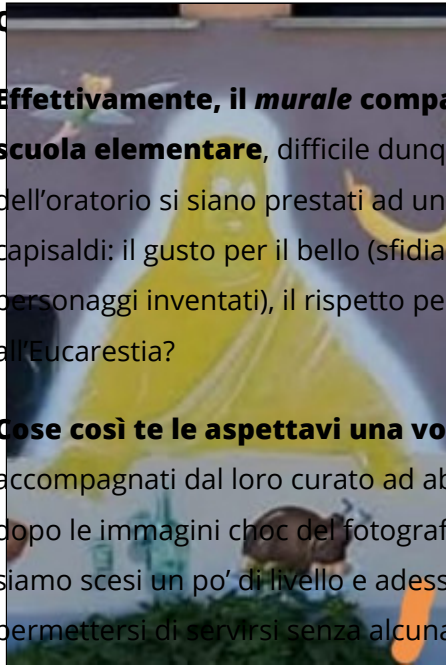 Effettivamente, il murale compa
scuola elementare, difficile dunq
dell’oratorio si siano prestati ad un
capisaldi: il gusto per il bello (sfidia
personaggi inventati), il rispetto pe
all’Eucarestia?
Cose così te le aspettavi una vo
accompagnati dal loro curato ad ab
dopo le immagini choc del fotograf
siamo scesi un po’ di livello e adess
permettersi di servirsi senza alcuna